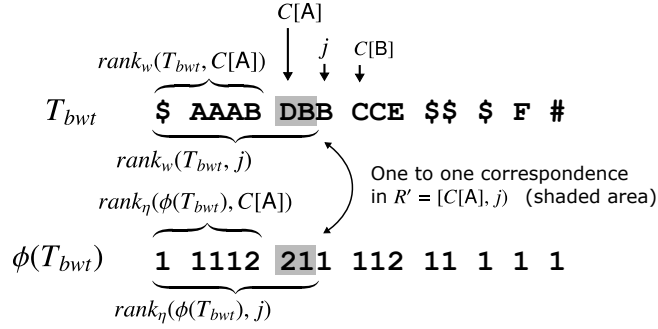 C[A]
j C[B]
rank_w(T_bwt, C[A])
T_bwt $ AAAB DBB CCE $$ $ F #
rank_w(T_bwt, j)
One to one correspondence
in R' = [C[A], j) (shaded area)
rank_η(ϕ(T_bwt), C[A])
ϕ(T_bwt) 1 1112 211 112 11 1 1 1
rank_η(ϕ(T_bwt), j)